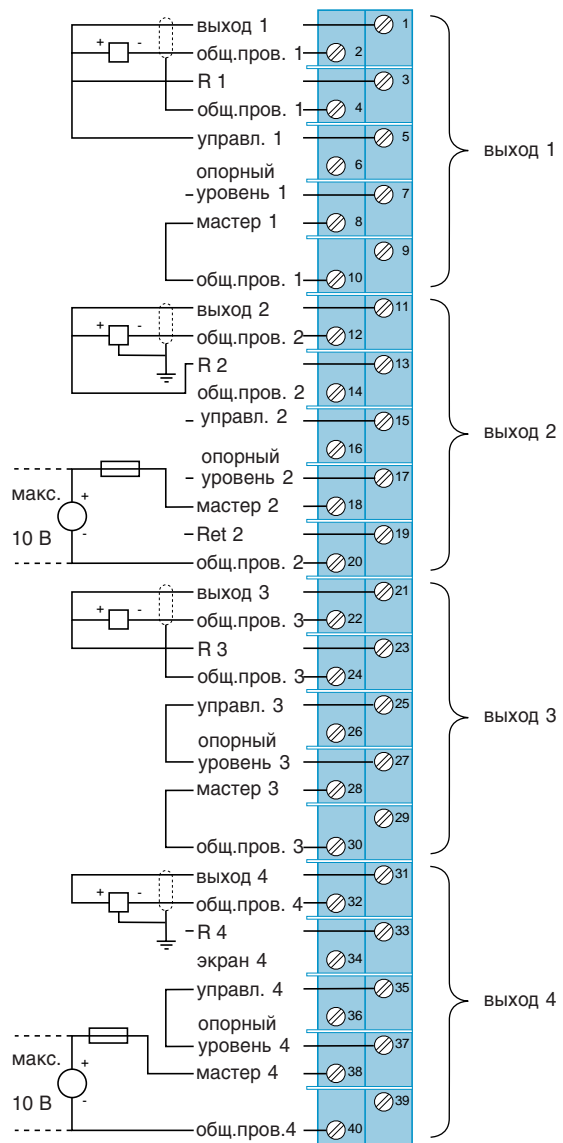 выход 1 1
+ - общ.пров. 1 2
R 1 3
общ.пров. 1 4
управл. 1 5
опорный 6
- уровень 1 7
мастер 1 8
9
общ.пров. 1 10
выход 1
выход 2 11
+ - общ.пров. 2 12
R 2 13
общ.пров. 2 14
- управл. 2 15
опорный 16
- уровень 2 17
мастер 2 18
-Ret 2 19
общ.пров. 2 20
макс.
+
10 В -
выход 2
выход 3 21
+ - общ.пров. 3 22
R 3 23
общ.пров. 3 24
управл. 3 25
опорный 26
уровень 3 27
мастер 3 28
29
общ.пров. 3 30
выход 3
выход 4 31
+ - общ.пров. 4 32
- R 4 33
экран 4 34
управл. 4 35
опорный 36
уровень 4 37
мастер 4 38
39
общ.пров.4 40
макс.
+
10 В -
выход 4